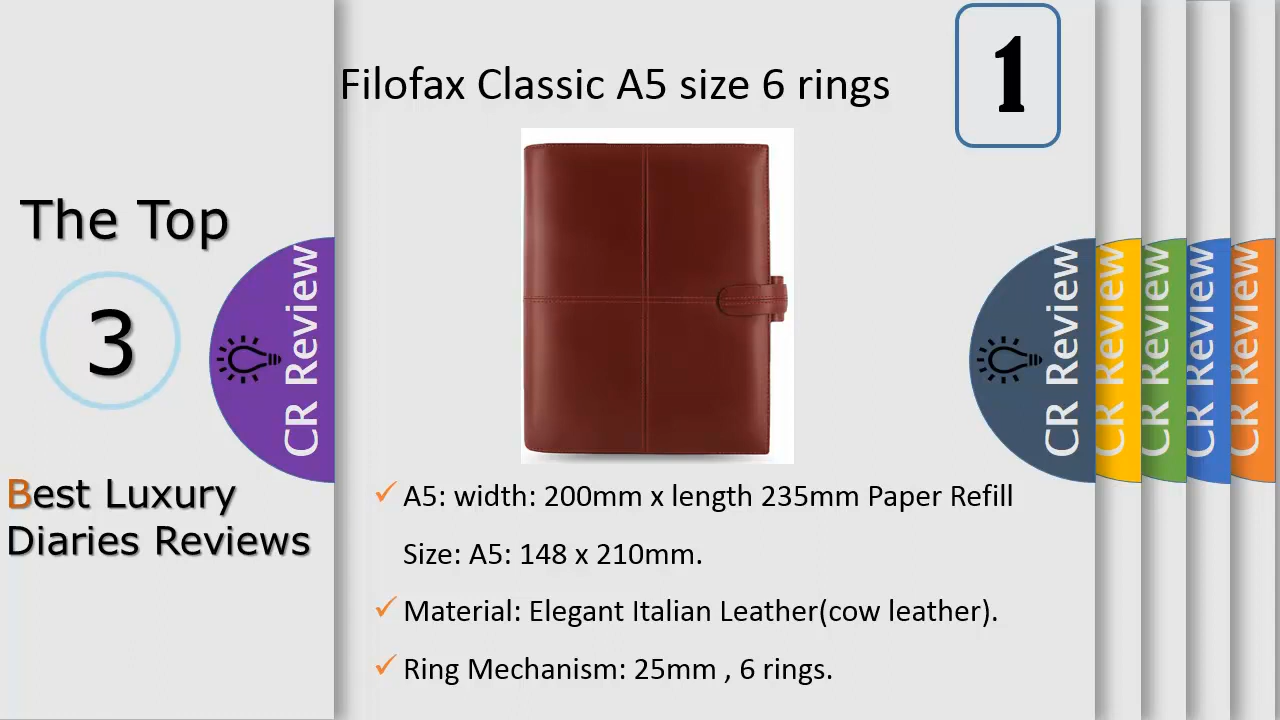 Filofax Classic A5 size 6 rings
1
The Top
3
Best Luxury
Diaries Reviews
CR Review
A5: width: 200mm x length 235mm Paper Refill
Size: A5: 148 x 210mm.
Material: Elegant Italian Leather(cow leather).
Ring Mechanism: 25mm , 6 rings.
CR Review
CR Review
CR Review
CR Review
CR Review